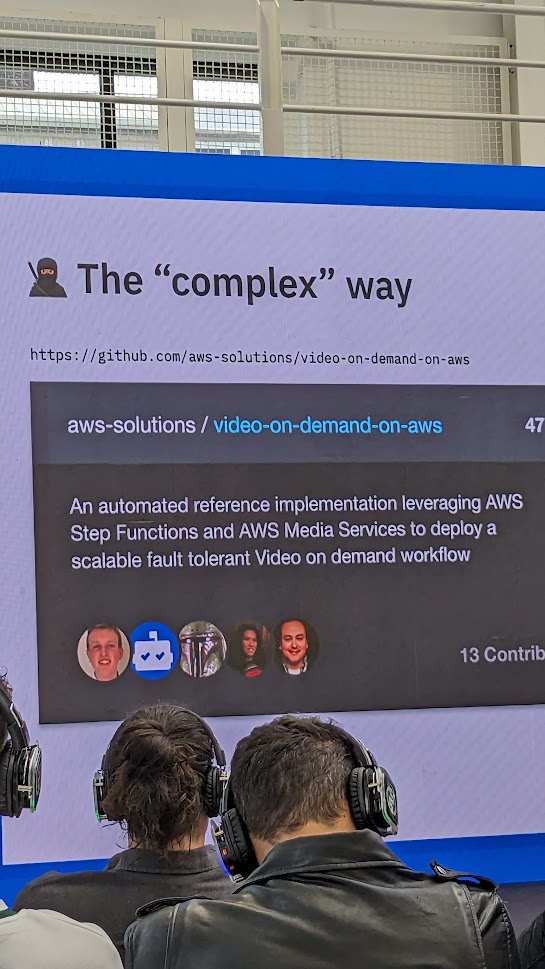 The “complex” way
https://github.com/aws-solutions/video-on-demand-on-aws
aws-solutions / video-on-demand-on-aws 47
An automated reference implementation leveraging AWS
Step Functions and AWS Media Services to deploy a
scalable fault tolerant Video on demand workflow
13 Contrib